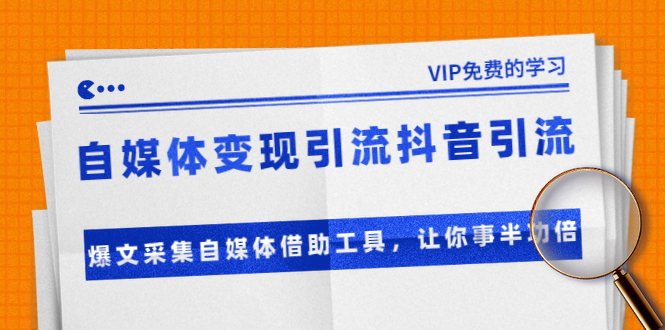 VIP免费的学习
自媒体变现引流抖音引流
爆文采集自媒体借助工具，让你事半功倍